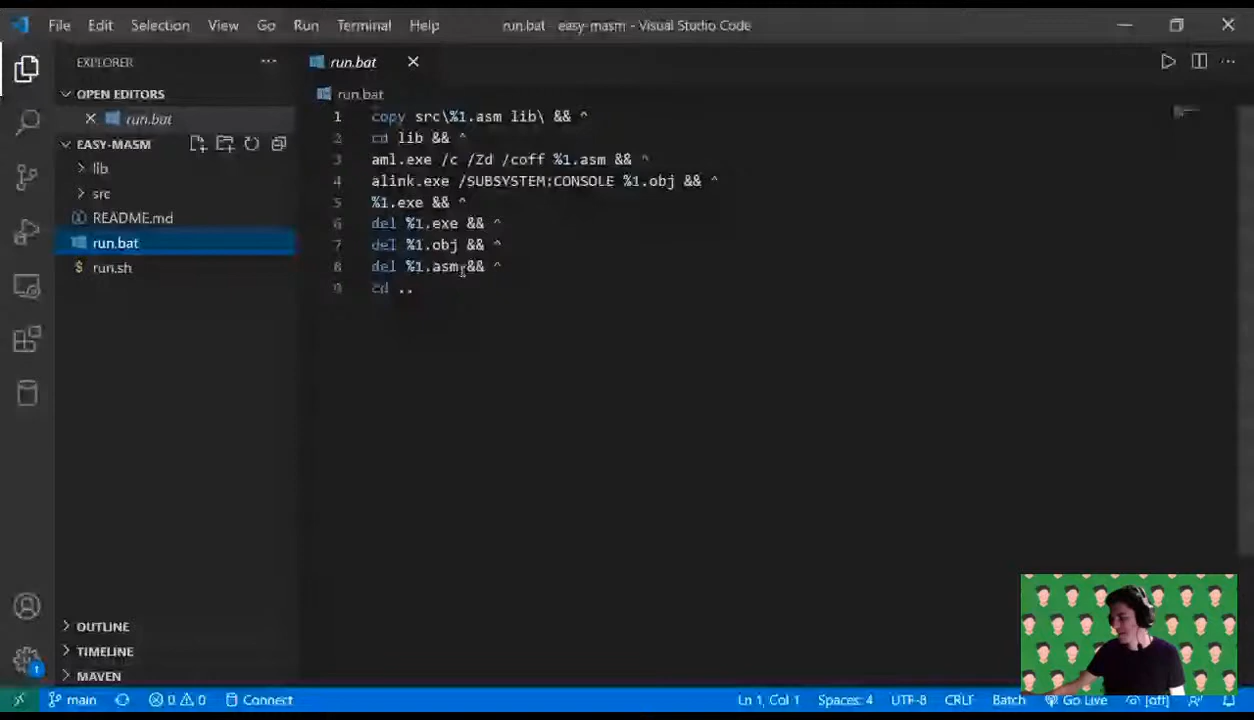 File Edit Selection View Go Run Terminal Help run.bat - easy-masm - Visual Studio Code
EXPLORER
OPEN EDITORS
run.bat
EASY-MASM
lib
src
README.md
run.bat
$ run.sh
run.bat
run.bat
1 copy src\%1.asm lib\ && ^
2 cd lib && ^
3 aml.exe /c /Zd /coff %1.asm && ^
4 alink.exe /SUBSYSTEM:CONSOLE %1.obj && ^
5 %1.exe && ^
6 del %1.exe && ^
7 del %1.obj && ^
8 del %1.asm && ^
9 cd ..
OUTLINE
TIMELINE
MAVEN
1
main 0 0 Connect Ln 1, Col 1 Spaces: 4 UTF-8 CRLF Batch Go Live [off]